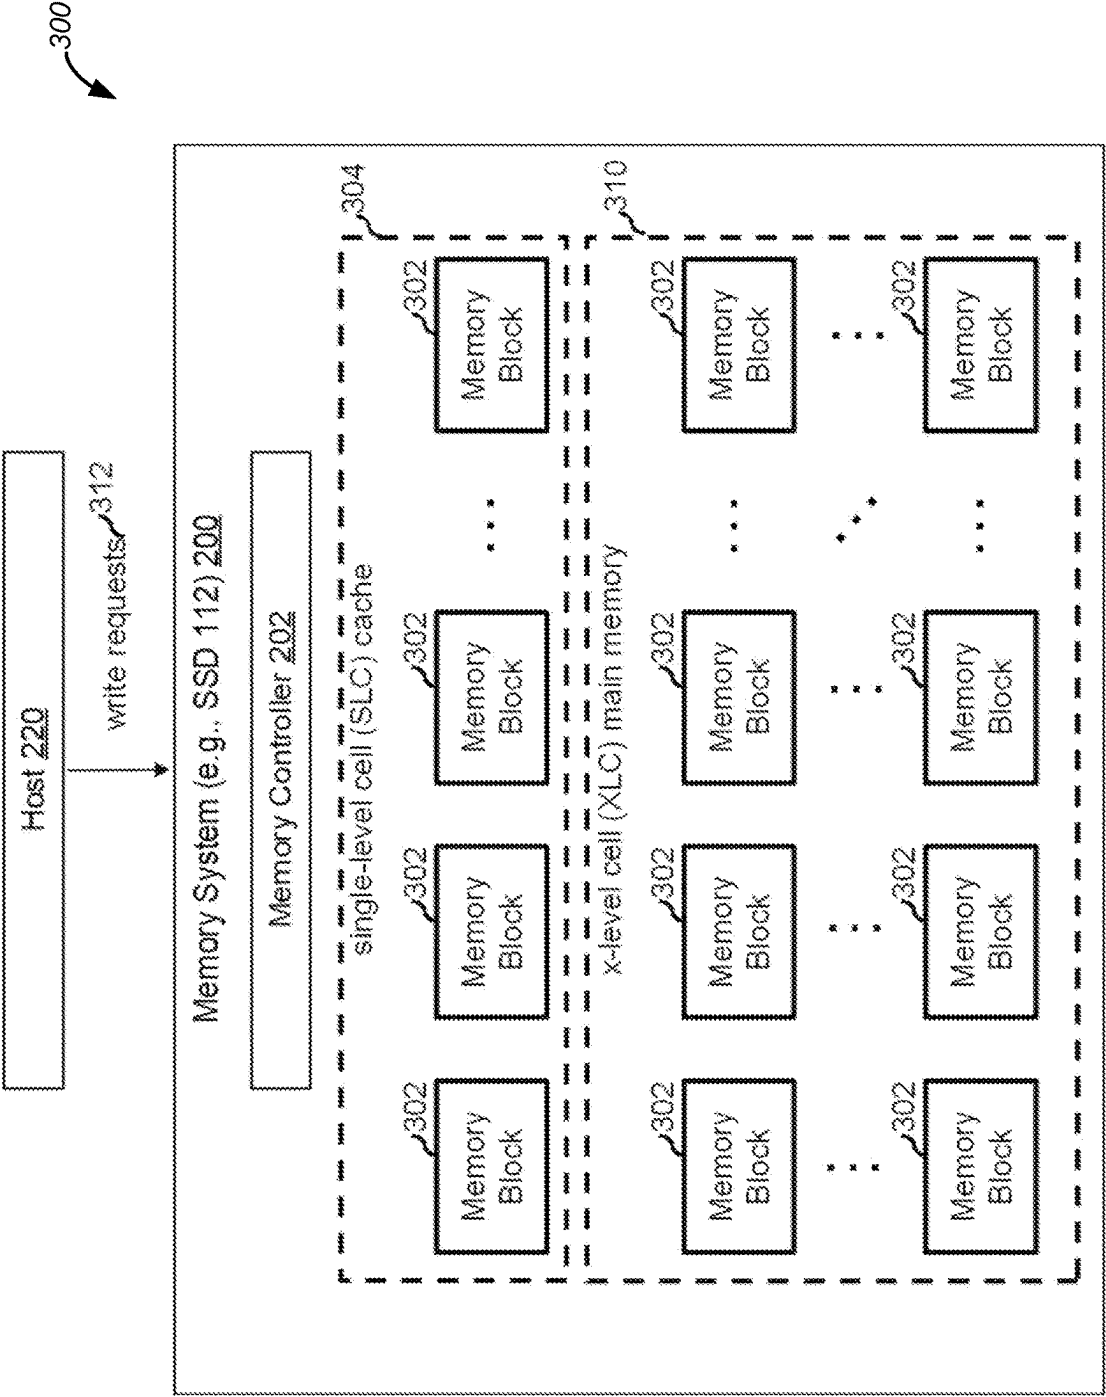 300
Host 220
write requests 312
Memory System (e.g., SSD 112) 200
Memory Controller 202
304
single-level cell (SLC) cache
302
302
302
302
Memory
Block
Memory
Block
Memory
Block
Memory
Block
310
x-level cell (XLC) main memory
302
302
302
302
Memory
Block
Memory
Block
Memory
Block
Memory
Block
302
302
302
302
Memory
Block
Memory
Block
Memory
Block
Memory
Block